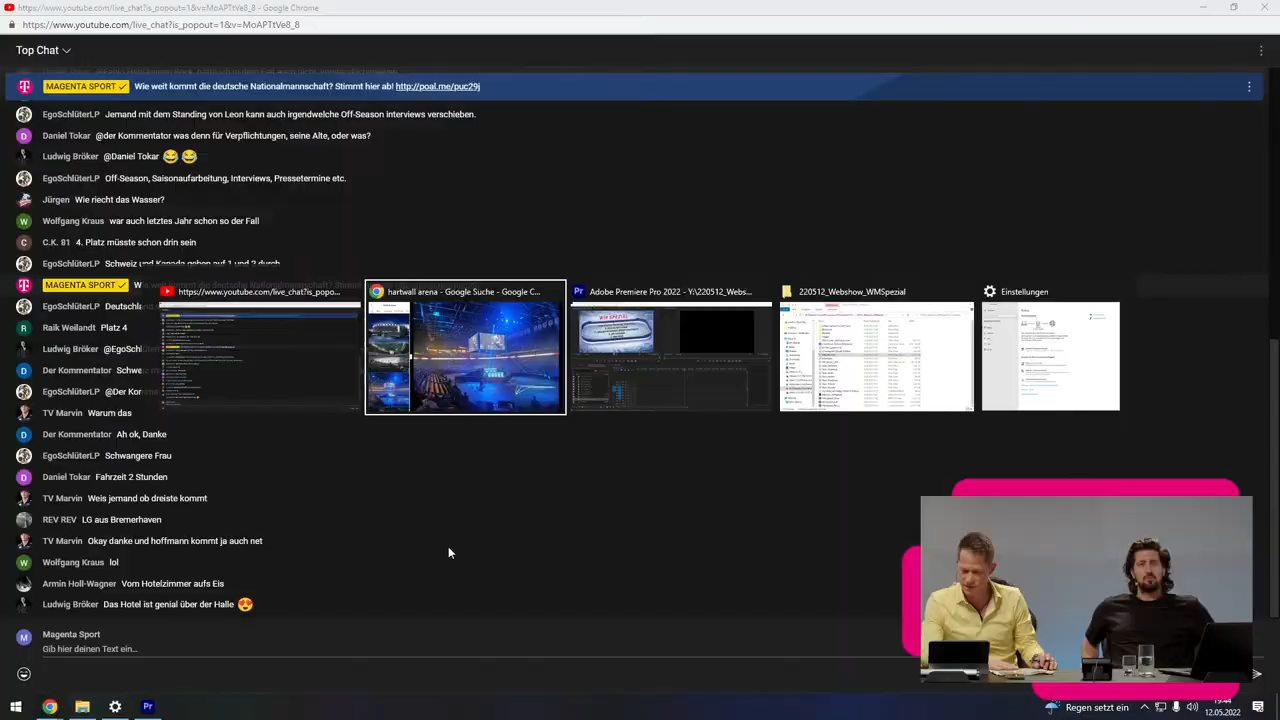 https://www.youtube.com/live_chat?is_popout=1&v=MoAPTtVe8_8 - Google Chrome
https://www.youtube.com/live_chat?is_popout=1&v=MoAPTtVe8_8
Top Chat
MAGENTA SPORT Wie weit kommt die deutsche Nationalmannschaft? Stimmt hier ab! http://poal.me/puc29j
EgoSchlüterLP Jemand mit dem Standing von Leon kann auch irgendwelche Off-Season interviews verschieben.
Daniel Tokar @der Kommentator was denn für Verpflichtungen, seine Alte, oder was?
Ludwig Bröker @Daniel Tokar 😂 😂
EgoSchlüterLP Off-Season, Saisonaufarbeitung, Interviews, Pressetermine etc.
Jürgen Wie riecht das Wasser?
Wolfgang Kraus war auch letztes Jahr schon so der Fall
C.K. 81 4. Platz müsste schon drin sein
EgoSchlüterLP Schweiz und Kanada gehen auf 1 und 2 durch
MAGENTA SPORT W
https://www.youtube.com/live_chat?is_popo...
hartwall arena - Google Suche - Google C...
Adobe Premiere Pro 2022 - Y:\220512_Webs...
220512_Webshow_WMSpezial
Einstellungen
EgoSchlüterLP Deutschl
Raik Weilandt
Ludwig Bröker
Der Kommentator
EgoSchlüterLP
TV Marvin Warum das
Der Kommentator Ahok, Danke
EgoSchlüterLP Schwangere Frau
Daniel Tokar Fahrzeit 2 Stunden
TV Marvin Weis jemand ob dreiste kommt
REV REV LG aus Bremerhaven
TV Marvin Okay danke und hoffmann kommt ja auch net
Wolfgang Kraus lol
Armin Holl-Wagner Vom Hotelzimmer aufs Eis
Ludwig Bröker Das Hotel ist genial über der Halle 😍
Magenta Sport
Gib hier deinen Text ein...
Regen setzt ein
19:44
12.05.2022